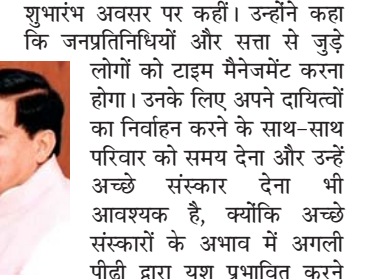 शुभारंभ अवसर पर कहीं। उन्होंने कहा
कि जनप्रतिनिधियों और सत्ता से जुड़े
लोगों को टाइम मैनेजमेंट करना
होगा। उनके लिए अपने दायित्वों
का निर्वाहन करने के साथ-साथ
परिवार को समय देना और उन्हें
अच्छे संस्कार देना भी
आवश्यक है, क्योंकि अच्छे
संस्कारों के अभाव में अगली
पीढ़ी द्वारा यश प्रभावित करने